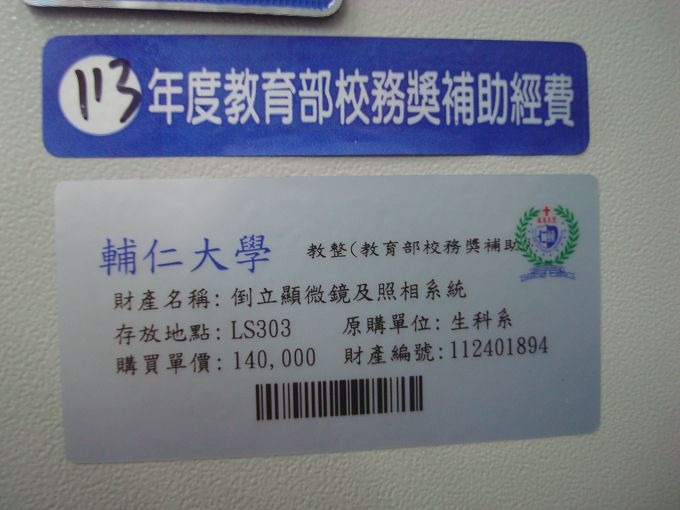 113年度教育部校務獎補助經費
輔仁大學 教整(教育部校務獎補助
財產名稱: 倒立顯微鏡及照相系統
存放地點: LS303 原購單位: 生科系
購買單價: 140,000 財產編號: 112401894